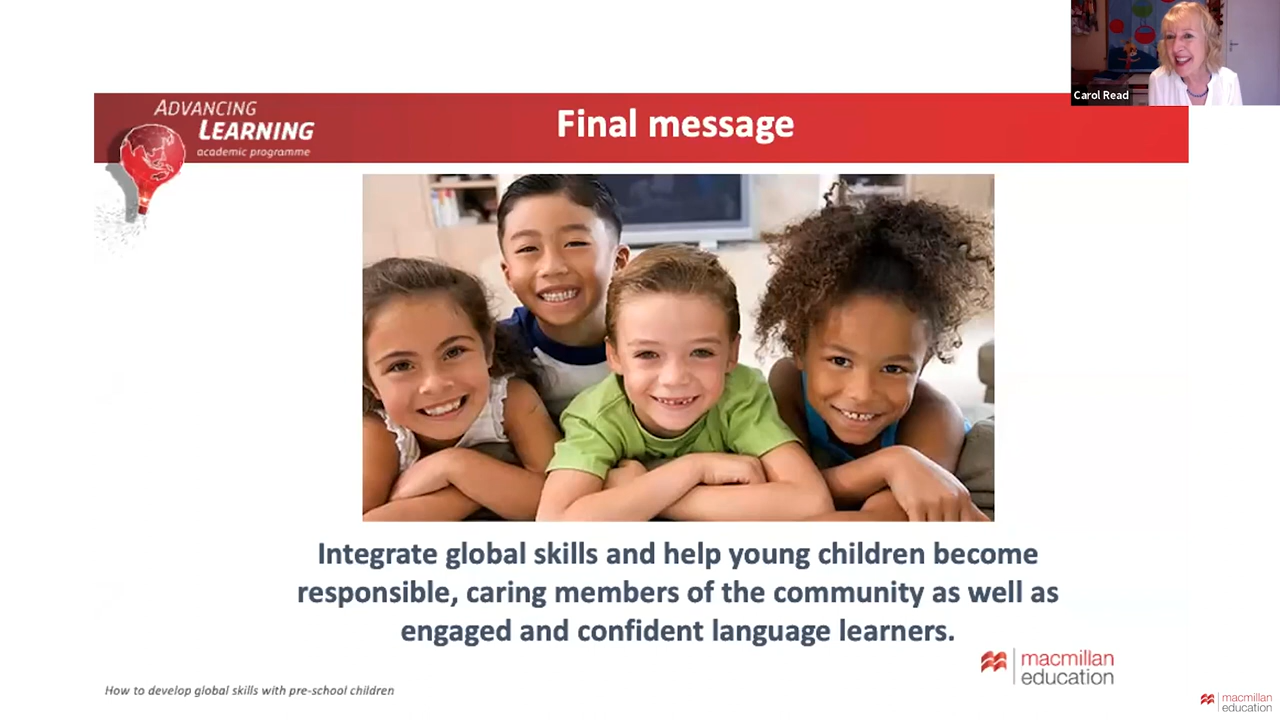 Carol Read
ADVANCING
LEARNING
academic programme
Final message
Integrate global skills and help young children become
responsible, caring members of the community as well as
engaged and confident language learners.
macmillan
education
How to develop global skills with pre-school children
macmillan
education